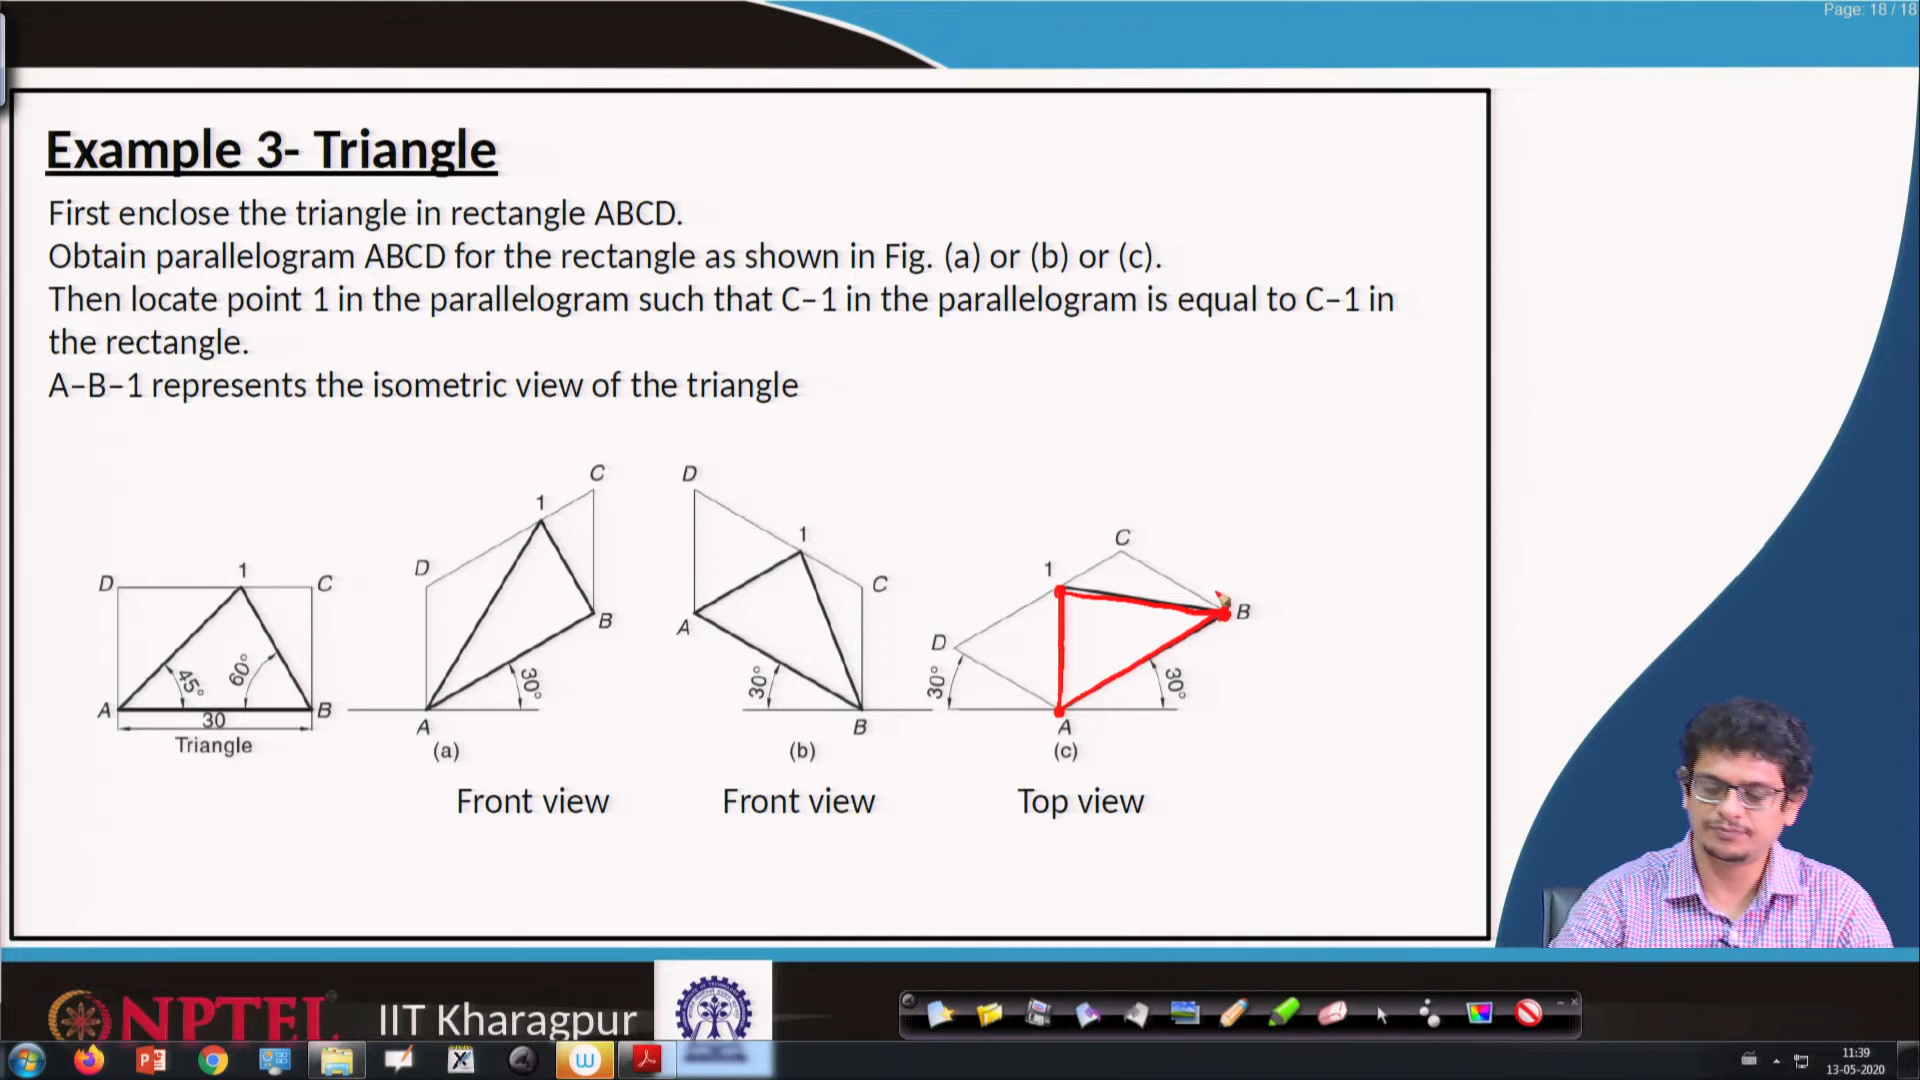 Page: 18 / 18
Example 3- Triangle
First enclose the triangle in rectangle ABCD.
Obtain parallelogram ABCD for the rectangle as shown in Fig. (a) or (b) or (c).
Then locate point 1 in the parallelogram such that C–1 in the parallelogram is equal to C–1 in
the rectangle.
A–B–1 represents the isometric view of the triangle
D 1 C
45° 60°
A 30 B
Triangle
C
1
D
B
30°
A
(a)
Front view
D
1
C
A
30°
B
(b)
Front view
C
1
B
D
30° 30°
A
(c)
Top view
NPTEL IIT Kharagpur
11:39
13-05-2020